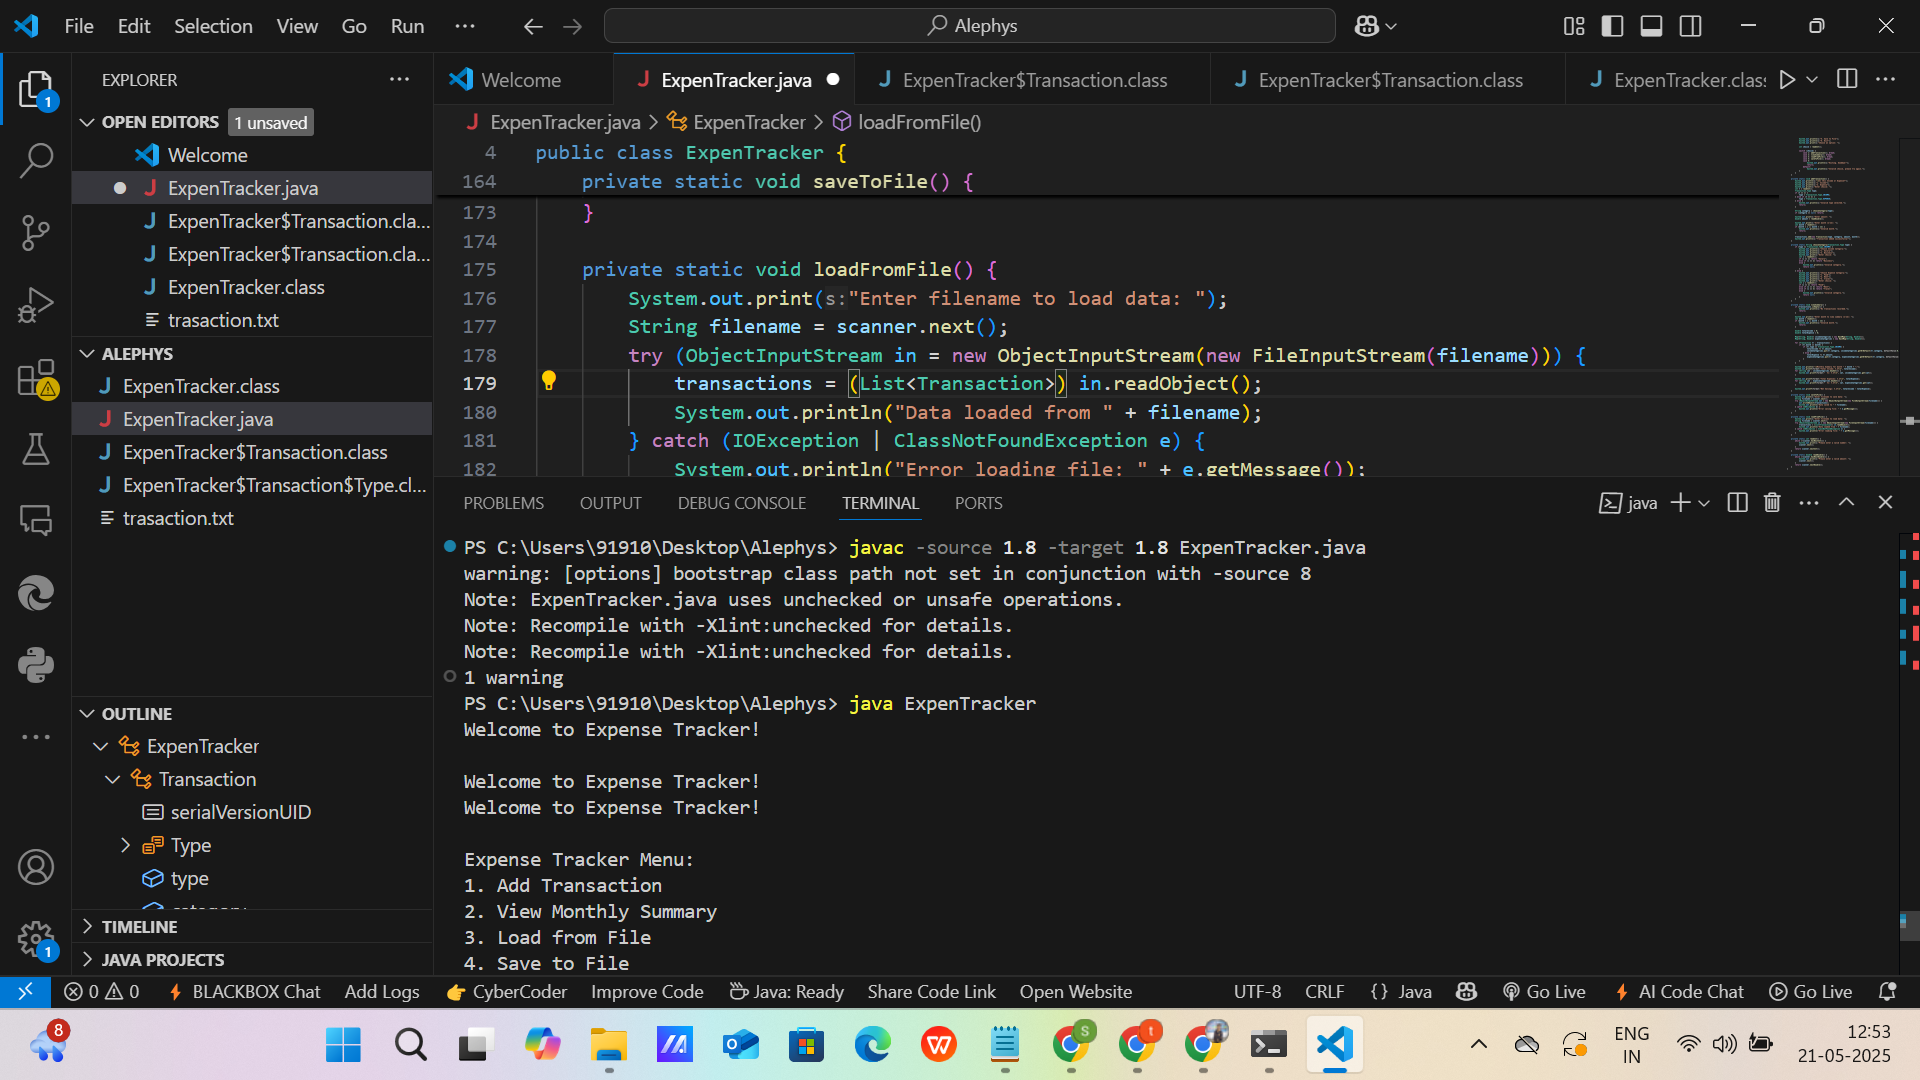 File Edit Selection View Go Run ··· Alephys
EXPLORER
OPEN EDITORS 1 unsaved
Welcome
ExpenTracker.java
ExpenTracker$Transaction.cla...
ExpenTracker$Transaction.cla...
ExpenTracker.class
trasaction.txt
ALEPHYS
ExpenTracker.class
ExpenTracker.java
ExpenTracker$Transaction.class
ExpenTracker$Transaction$Type.cl...
trasaction.txt
OUTLINE
ExpenTracker
Transaction
serialVersionUID
Type
type
category
TIMELINE
JAVA PROJECTS
Welcome ExpenTracker.java ExpenTracker$Transaction.class ExpenTracker$Transaction.class ExpenTracker.clas
ExpenTracker.java > ExpenTracker > loadFromFile()
4 public class ExpenTracker {
164 private static void saveToFile() {
173 }
174
175 private static void loadFromFile() {
176 System.out.print(s:"Enter filename to load data: ");
177 String filename = scanner.next();
178 try (ObjectInputStream in = new ObjectInputStream(new FileInputStream(filename))) {
179 transactions = (List<Transaction>) in.readObject();
180 System.out.println("Data loaded from " + filename);
181 } catch (IOException | ClassNotFoundException e) {
182 System.out.println("Error loading file: " + e.getMessage());
PROBLEMS OUTPUT DEBUG CONSOLE TERMINAL PORTS java
PS C:\Users\91910\Desktop\Alephys> javac -source 1.8 -target 1.8 ExpenTracker.java
warning: [options] bootstrap class path not set in conjunction with -source 8
Note: ExpenTracker.java uses unchecked or unsafe operations.
Note: Recompile with -Xlint:unchecked for details.
Note: Recompile with -Xlint:unchecked for details.
1 warning
PS C:\Users\91910\Desktop\Alephys> java ExpenTracker
Welcome to Expense Tracker!
Welcome to Expense Tracker!
Welcome to Expense Tracker!
Expense Tracker Menu:
1. Add Transaction
2. View Monthly Summary
3. Load from File
4. Save to File
0 0 BLACKBOX Chat Add Logs CyberCoder Improve Code Java: Ready Share Code Link Open Website UTF-8 CRLF {} Java Go Live AI Code Chat Go Live
8 S t ENG IN 12:53
21-05-2025